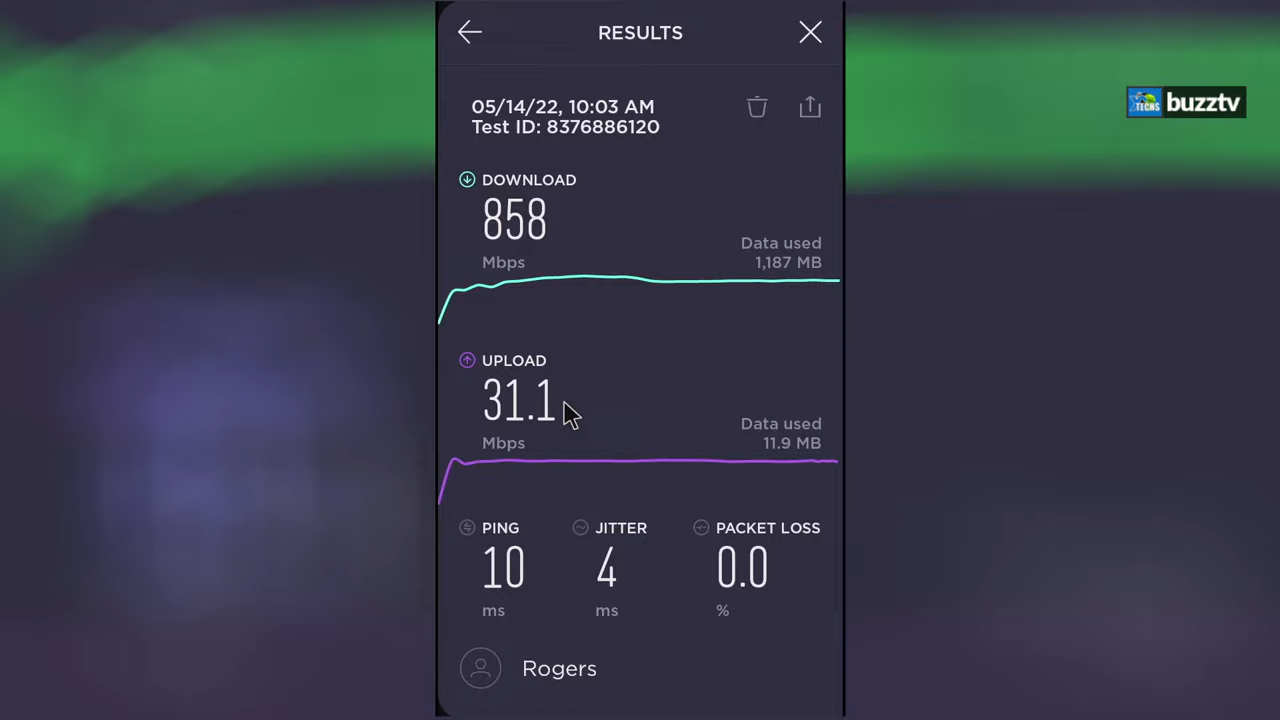 RESULTS
05/14/22, 10:03 AM
Test ID: 8376886120
TECHS
buzztv
DOWNLOAD
858
Mbps
Data used
1,187 MB
UPLOAD
31.1
Mbps
Data used
11.9 MB
PING
JITTER
PACKET LOSS
10
4
0.0
ms
ms
%
Rogers